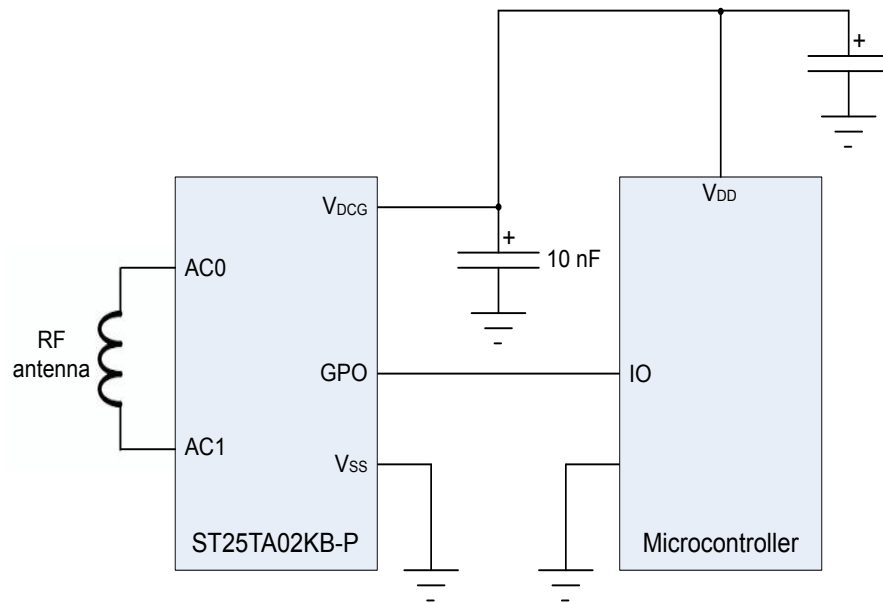 +
VDCG
VDD
+
10 nF
AC0
RF
antenna
GPO
IO
AC1
VSS
ST25TA02KB-P
Microcontroller